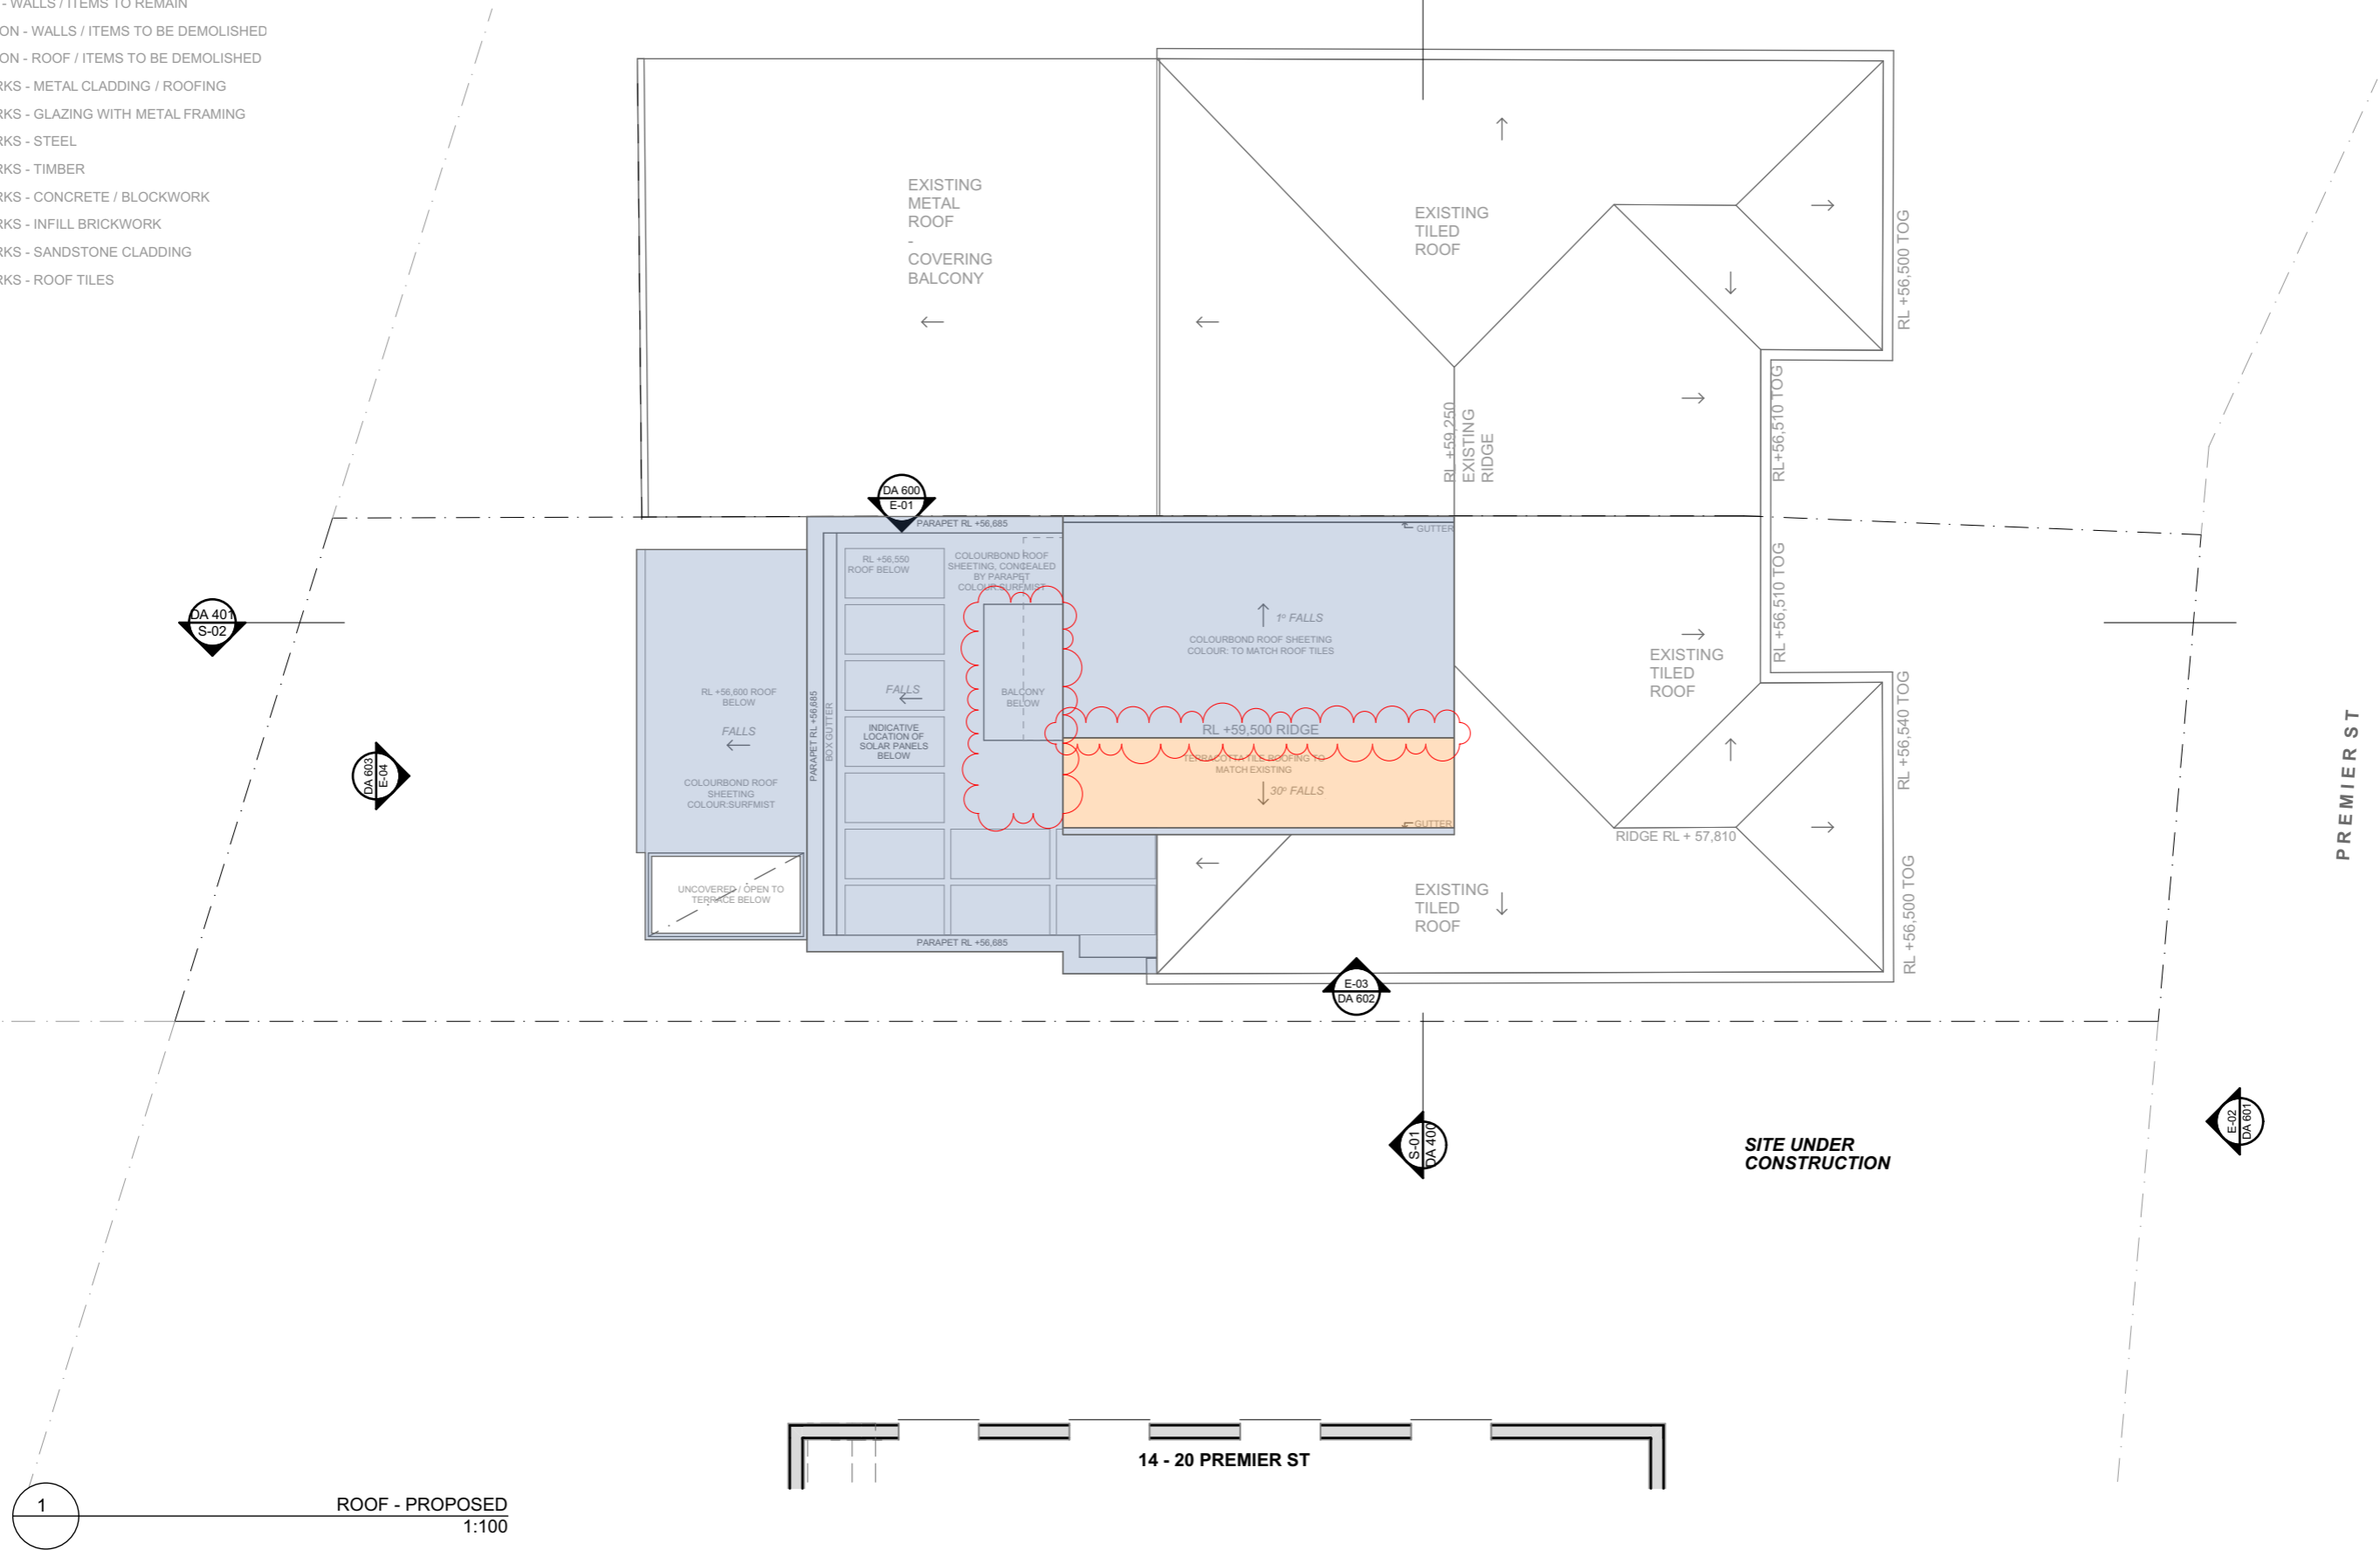 - WALLS / ITEMS TO REMAIN
ON - WALLS / ITEMS TO BE DEMOLISHED
ON - ROOF / ITEMS TO BE DEMOLISHED
RKS - METAL CLADDING / ROOFING
RKS - GLAZING WITH METAL FRAMING
RKS - STEEL
RKS - TIMBER
RKS - CONCRETE / BLOCKWORK
RKS - INFILL BRICKWORK
RKS - SANDSTONE CLADDING
RKS - ROOF TILES
EXISTING
METAL
ROOF
-
COVERING
BALCONY
EXISTING
TILED
ROOF
RL +56,500 TOG
RL +59,250
EXISTING
RIDGE
RL+56,510 TOG
DA 600
E-01
PARAPET RL +56,685
GUTTER
RL +56,550
ROOF BELOW
COLOURBOND ROOF
SHEETING, CONCEALED
BY PARAPET
COLOUR:SURFMIST
RL +56,510 TOG
DA 401
S-02
1º FALLS
COLOURBOND ROOF SHEETING
COLOUR: TO MATCH ROOF TILES
EXISTING
TILED
ROOF
RL +56,600 ROOF
BELOW
FALLS
COLOURBOND ROOF
SHEETING
COLOUR:SURFMIST
PARAPET RL +56,685
BOX GUTTER
FALLS
INDICATIVE
LOCATION OF
SOLAR PANELS
BELOW
BALCONY
BELOW
RL +59,500 RIDGE
TERRACOTTA TILE ROOFING TO
MATCH EXISTING
30º FALLS
GUTTER
RL +56,540 TOG
PREMIER ST
DA 603
E-04
RIDGE RL + 57,810
UNCOVERED / OPEN TO
TERRACE BELOW
EXISTING
TILED
ROOF
RL +56,500 TOG
PARAPET RL +56,685
E-03
DA 602
S-01
DA 400
SITE UNDER
CONSTRUCTION
E-02
DA 601
14 - 20 PREMIER ST
1
ROOF - PROPOSED
1:100